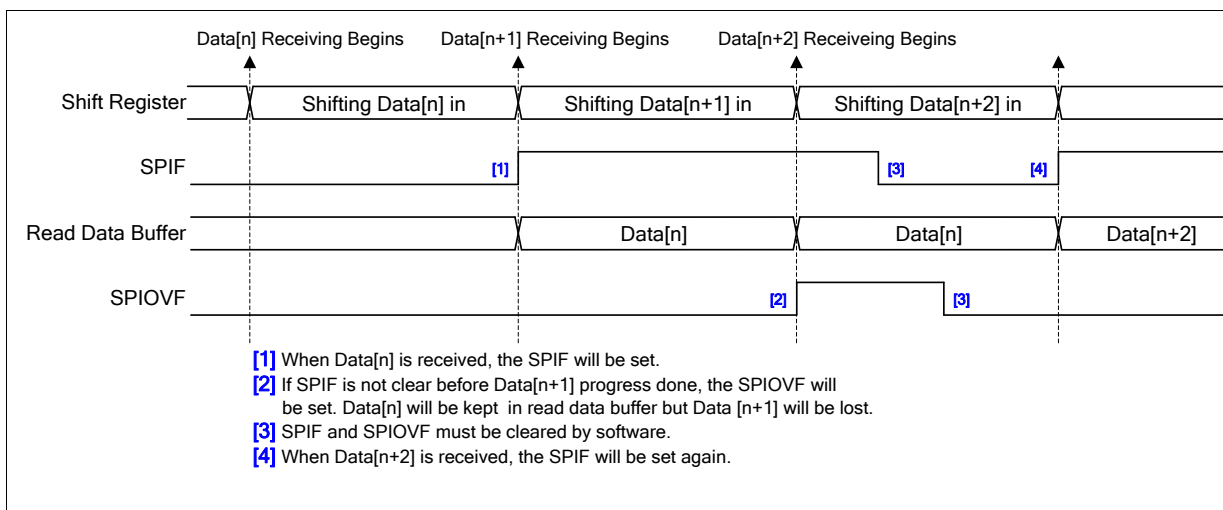 Data[n] Receiving Begins
Data[n+1] Receiving Begins
Data[n+2] Receiveing Begins
Shift Register
Shifting Data[n] in
Shifting Data[n+1] in
Shifting Data[n+2] in
SPIF
[1]
[3]
[4]
Read Data Buffer
Data[n]
Data[n]
Data[n+2]
SPIOVF
[2]
[3]
[1] When Data[n] is received, the SPIF will be set.
[2] If SPIF is not clear before Data[n+1] progress done, the SPIOVF will
be set. Data[n] will be kept in read data buffer but Data [n+1] will be lost.
[3] SPIF and SPIOVF must be cleared by software.
[4] When Data[n+2] is received, the SPIF will be set again.